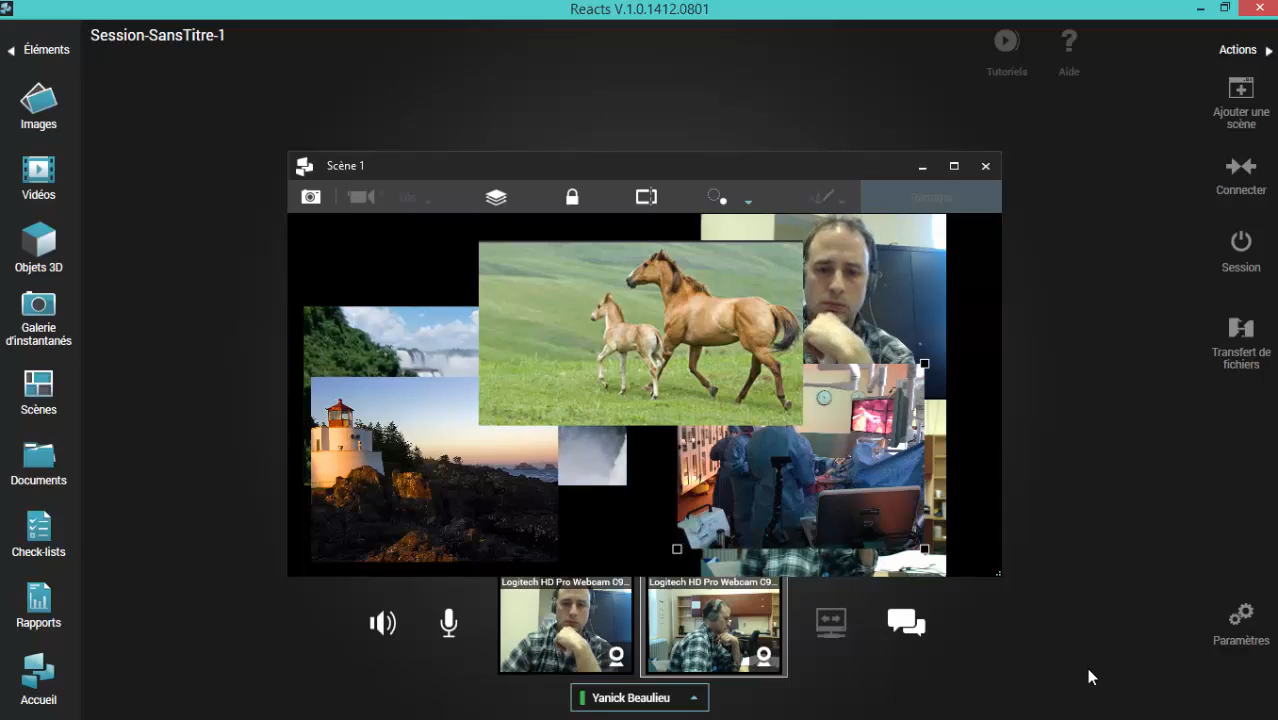 Reacts V.1.0.1412.0801
Éléments
Session-SansTitre-1
Tutoriels
Aide
Actions
Images
Vidéos
Objets 3D
Galerie
d'instantanés
Scènes
Documents
Check-lists
Rapports
Accueil
Scène 1
Ajouter une
scène
Connecter
Session
Transfert de
fichiers
Paramètres
Logitech HD Pro Webcam C9...
Logitech HD Pro Webcam C9...
Yanick Beaulieu